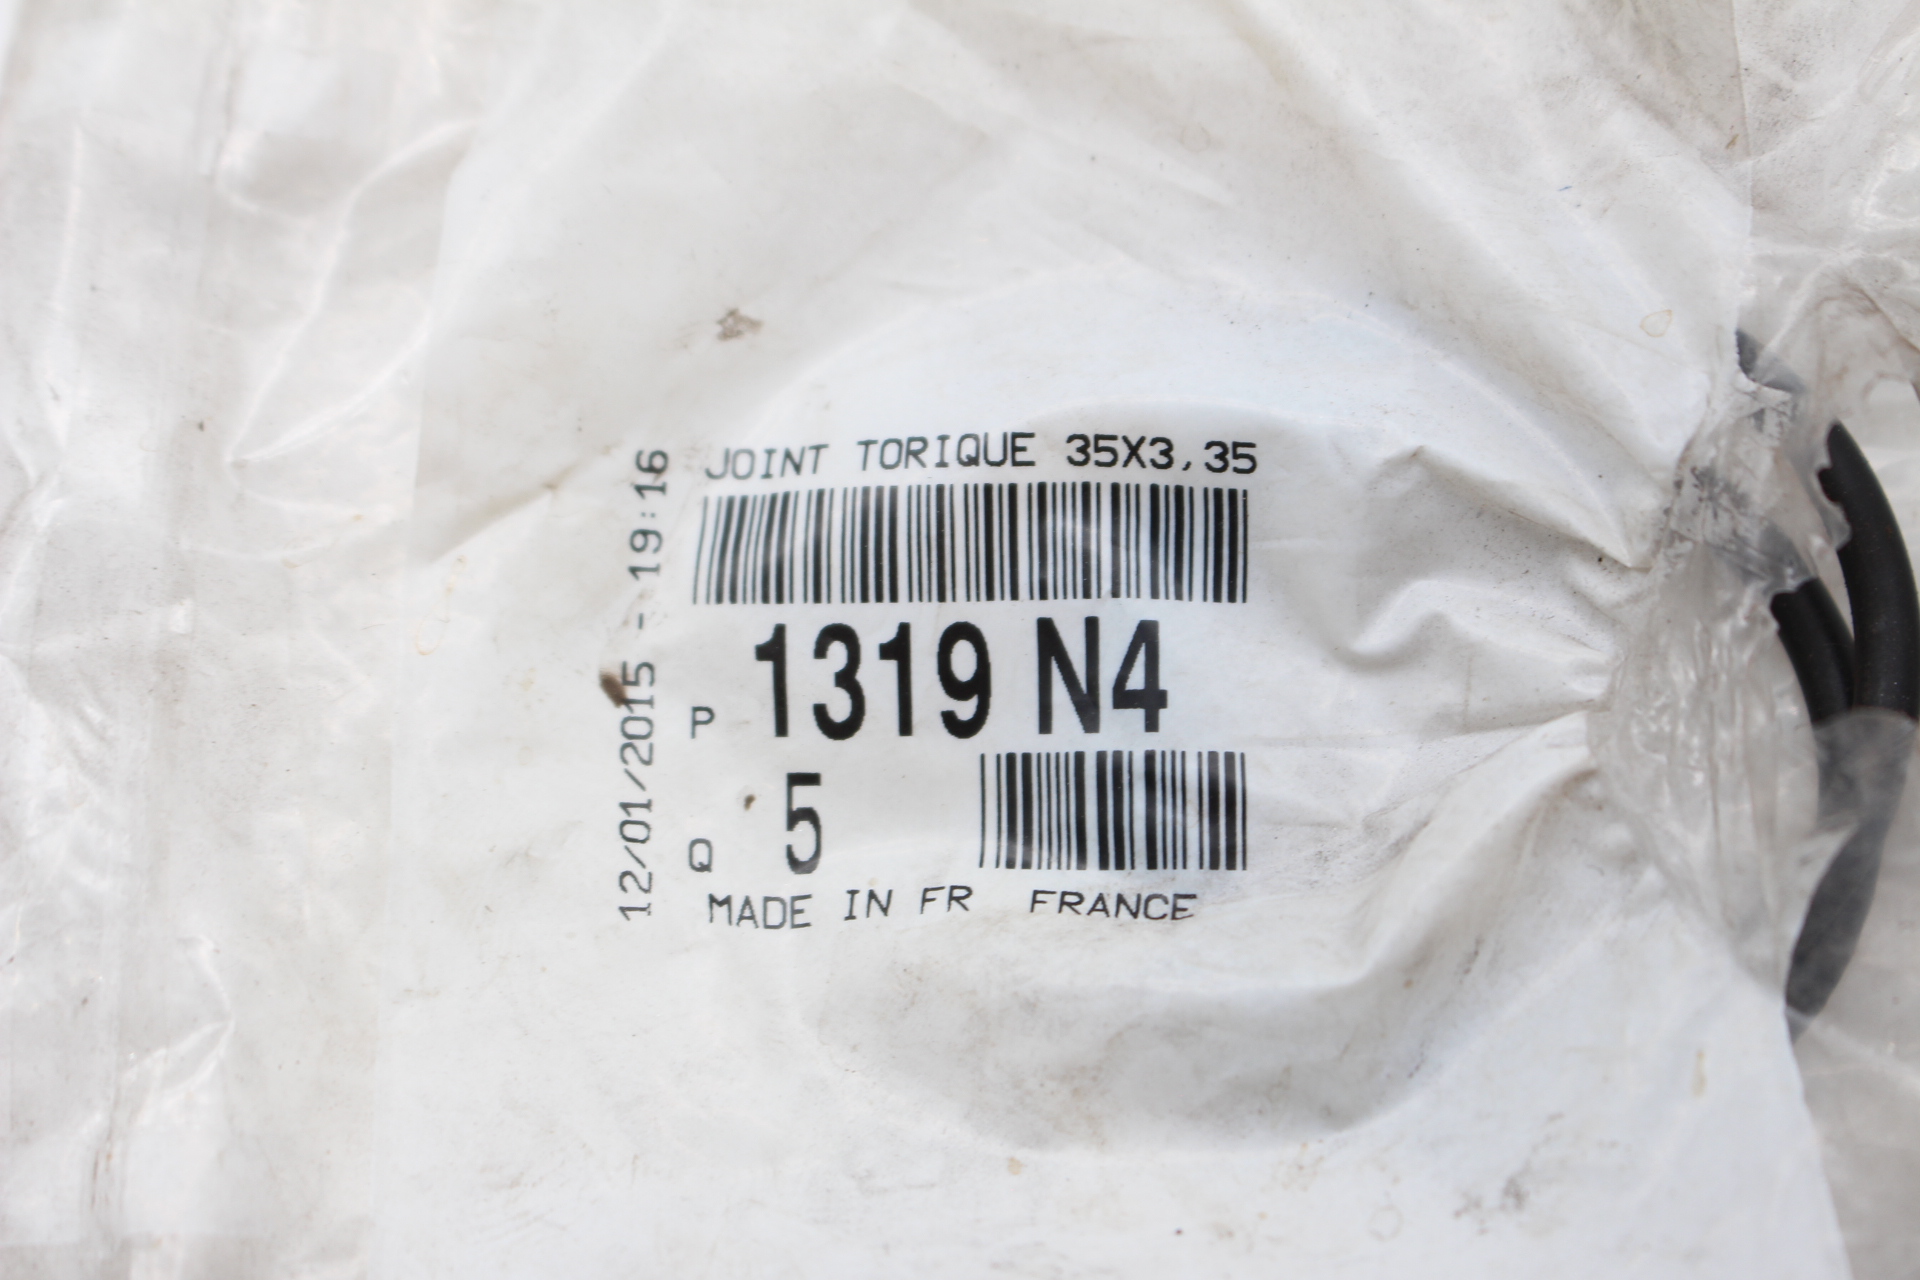 JOINT TORIQUE 35X3,35
12/01/2015 - 19:16
P 1319 N4
Q 5
MADE IN FR FRANCE